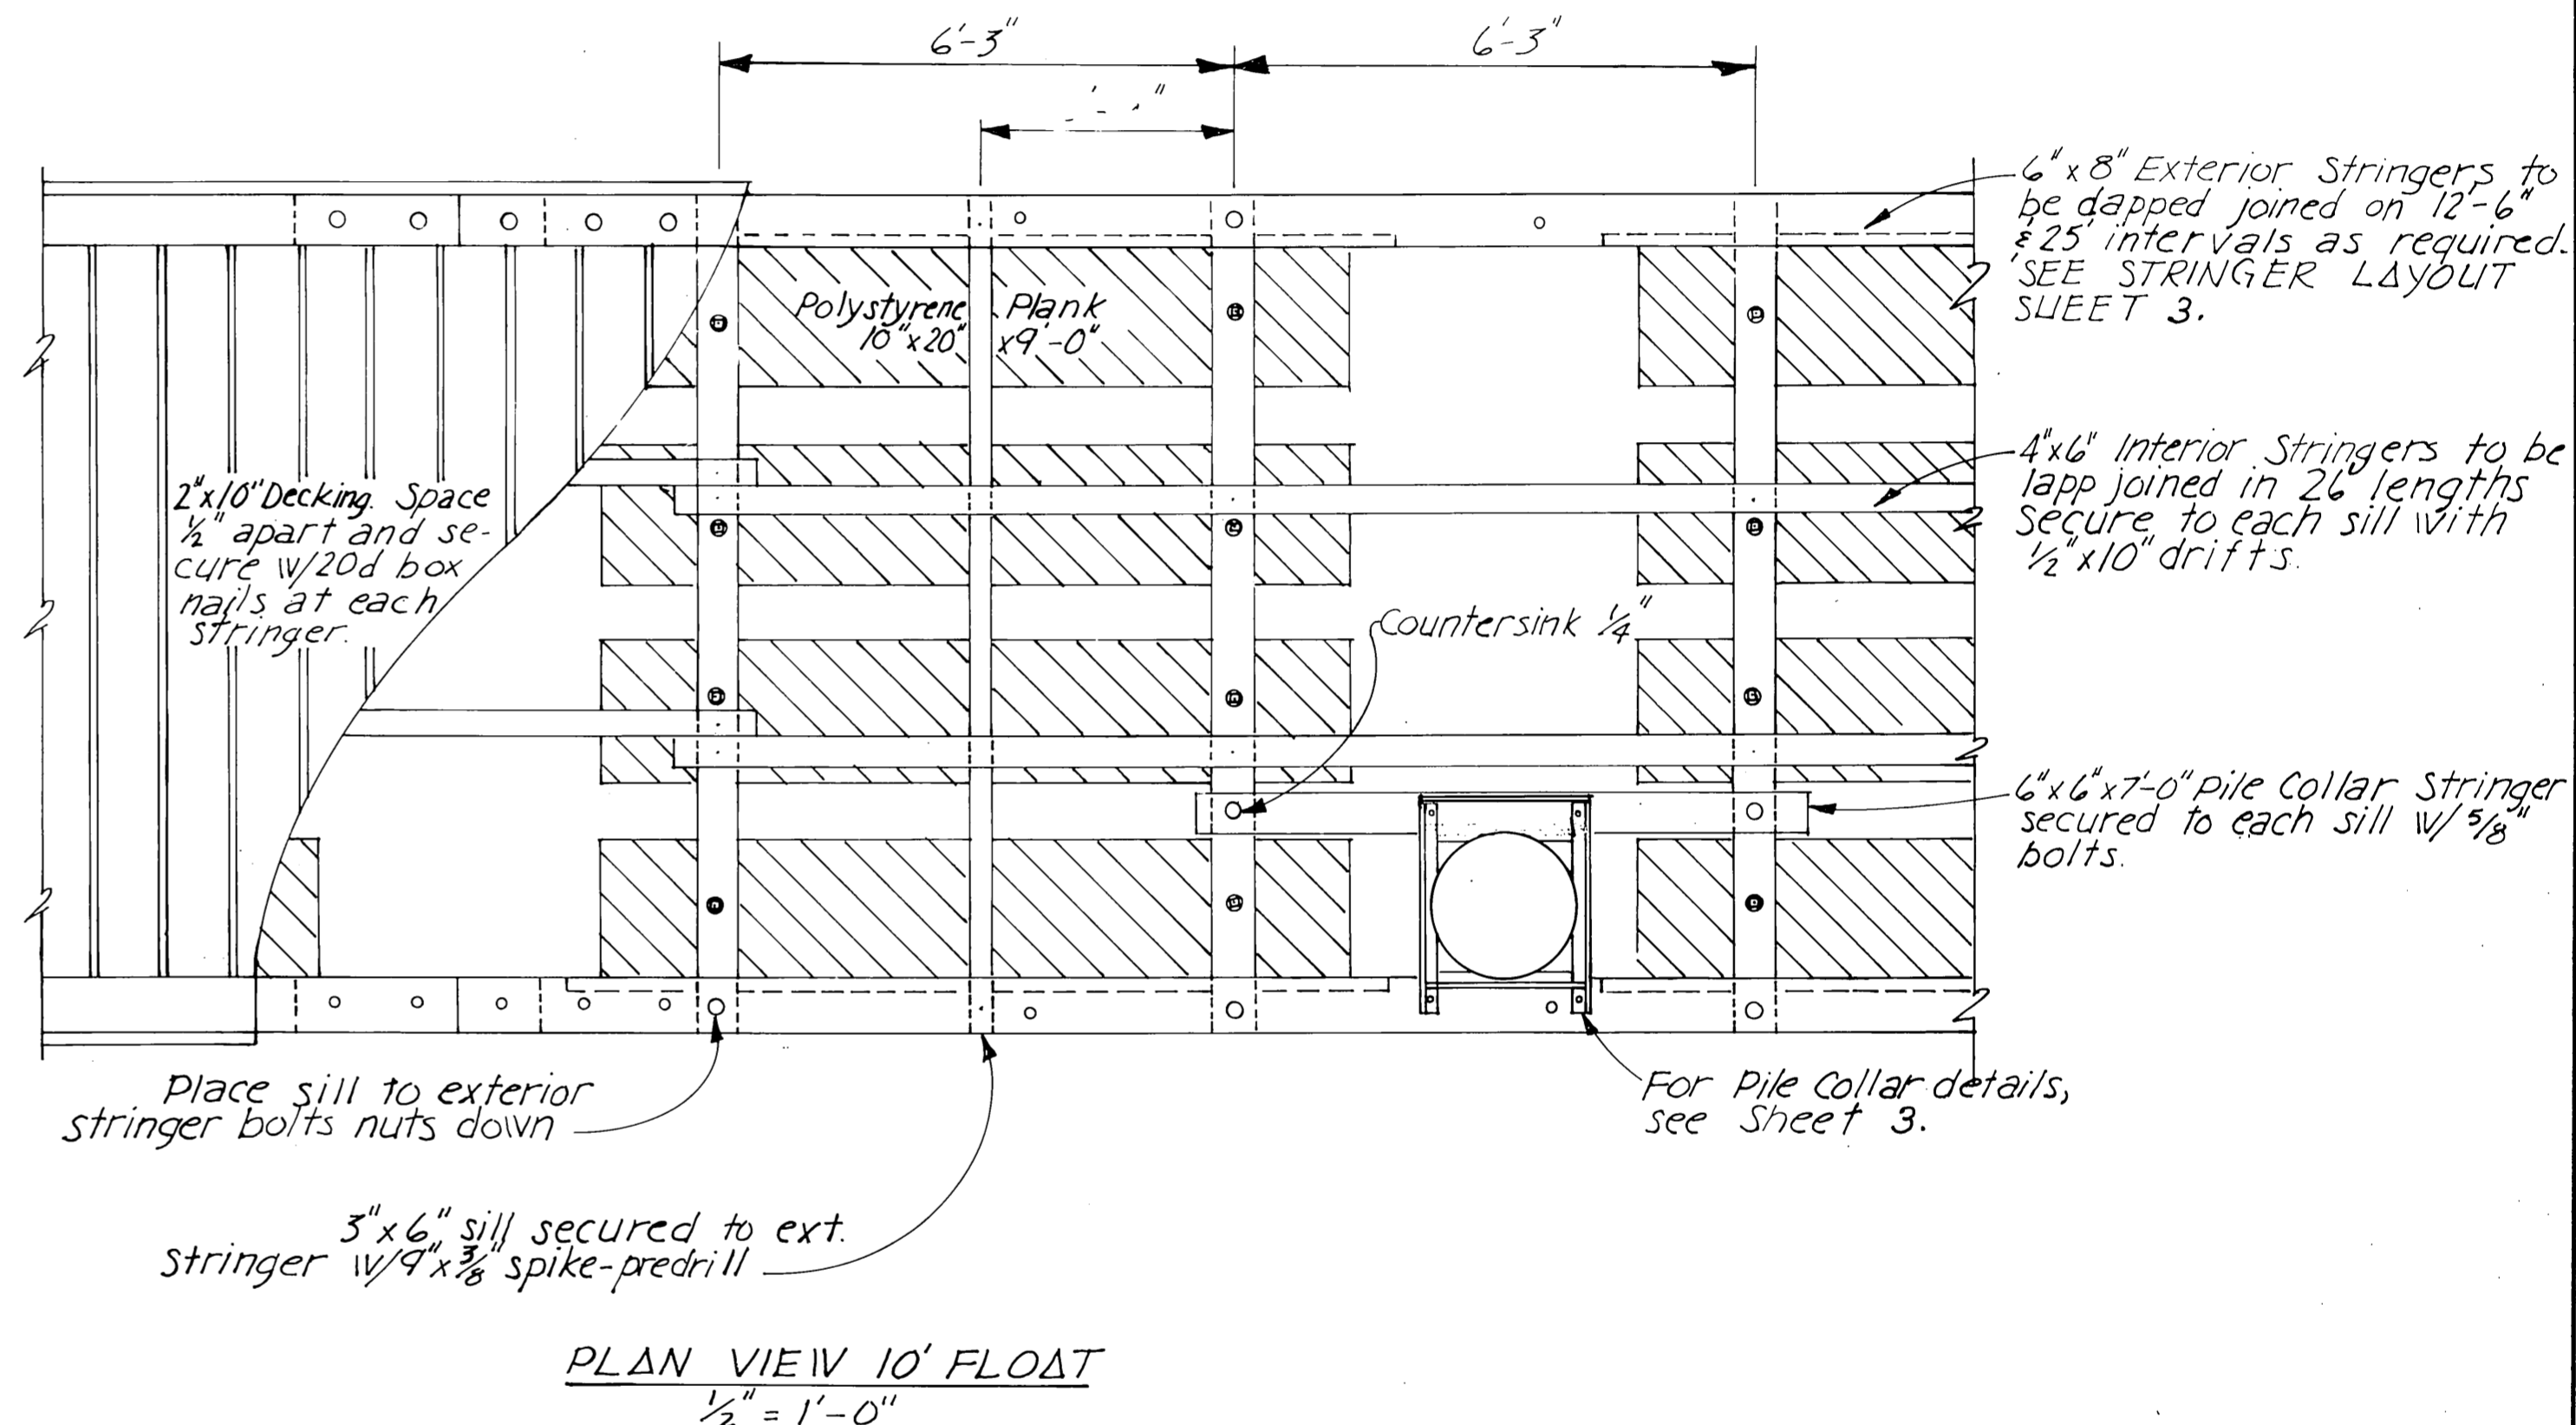 6'-3" 6'-3"
6"x8" Exterior Stringers to
be dapped joined on 12'-6"
& 25' intervals as required.
SEE STRINGER LAYOUT
SHEET 3.
Polystyrene Plank
10"x20" x9'-0"
4"x6" Interior Stringers to be
lapp joined in 26' lengths
secure to each sill with
1/2"x10" drifts.
2"x10" Decking. Space
1/2" apart and se-
cure w/20d box
nails at each
stringer.
Countersink 1/4"
6"x6"x7'-0" Pile Collar Stringer
secured to each sill w/ 5/8"
bolts.
Place sill to exterior
stringer bolts nuts down
For Pile Collar details,
see Sheet 3.
3"x6" sill secured to ext.
Stringer w/9"x3/8" spike-predrill
PLAN VIEW 10' FLOAT
1/2" = 1'-0"